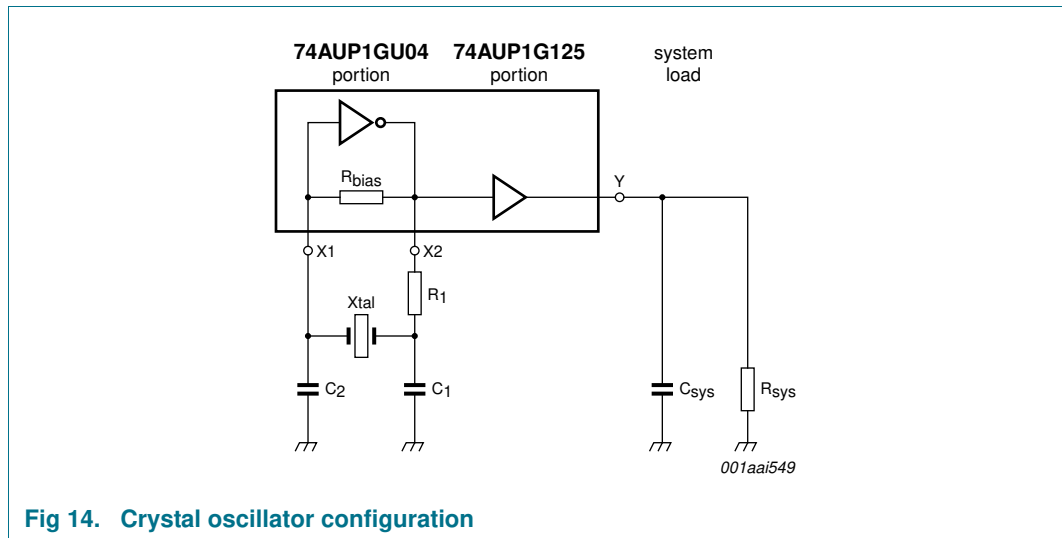 74AUP1GU04 74AUP1G125 system
portion portion load
Rbias
Y
X1 X2
R1
Xtal
C2 C1 Csys Rsys
001aai549
Fig 14. Crystal oscillator configuration